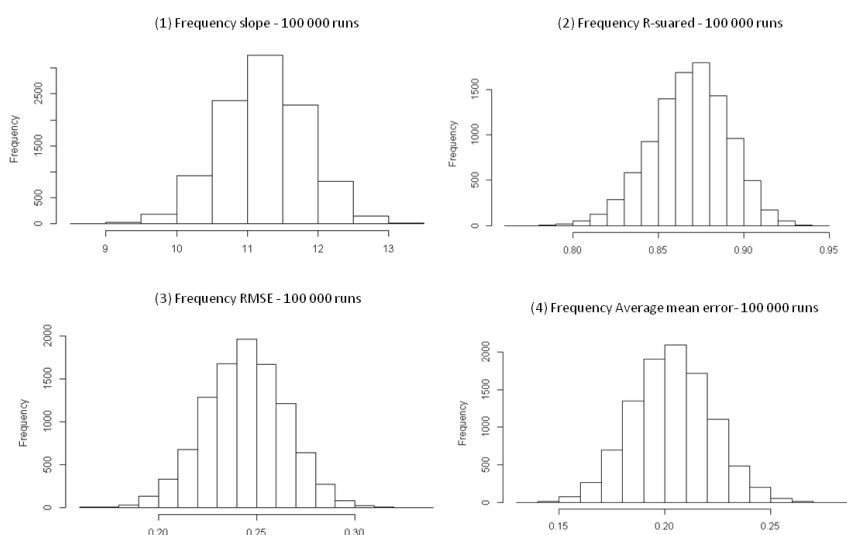 (1) Frequency slope - 100 000 runs
Frequency
2500
1500
500
0
9 10 11 12 13
(2) Frequency R-suared - 100 000 runs
Frequency
1500
1000
500
0
0.80 0.85 0.90 0.95
(3) Frequency RMSE - 100 000 runs
Frequency
2000
1500
1000
500
0
0.20 0.25 0.30
(4) Frequency Average mean error- 100 000 runs
Frequency
2000
1500
1000
500
0
0.15 0.20 0.25